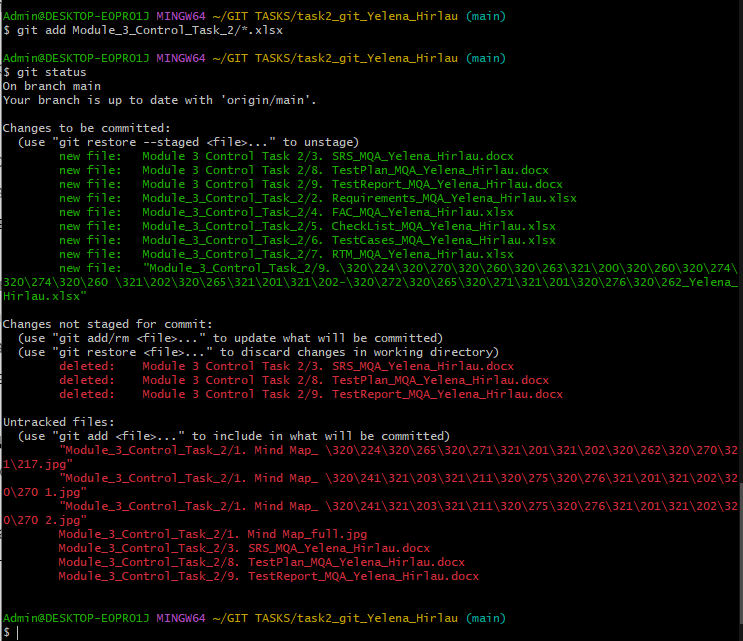 Admin@DESKTOP-EOPRO1J MINGW64 ~/GIT TASKS/task2_git_Yelena_Hirlau (main)
$ git add Module_3_Control_Task_2/*.xlsx
Admin@DESKTOP-EOPRO1J MINGW64 ~/GIT TASKS/task2_git_Yelena_Hirlau (main)
$ git status
On branch main
Your branch is up to date with 'origin/main'.
Changes to be committed:
  (use "git restore --staged <file>..." to unstage)
        new file:   Module 3 Control Task 2/3. SRS_MQA_Yelena_Hirlau.docx
        new file:   Module 3 Control Task 2/8. TestPlan_MQA_Yelena_Hirlau.docx
        new file:   Module 3 Control Task 2/9. TestReport_MQA_Yelena_Hirlau.docx
        new file:   Module_3_Control_Task_2/2. Requirements_MQA_Yelena_Hirlau.xlsx
        new file:   Module_3_Control_Task_2/4. FAC_MQA_Yelena_Hirlau.xlsx
        new file:   Module_3_Control_Task_2/5. CheckList_MQA_Yelena_Hirlau.xlsx
        new file:   Module_3_Control_Task_2/6. TestCases_MQA_Yelena_Hirlau.xlsx
        new file:   Module_3_Control_Task_2/7. RTM_MQA_Yelena_Hirlau.xlsx
        new file:   "Module_3_Control_Task_2/9. \320\224\320\270\320\260\320\263\321\200\320\260\320\274\
320\274\320\260 \321\202\320\265\321\201\321\202-\320\272\320\265\320\271\321\201\320\276\320\262_Yelena_
Hirlau.xlsx"
Changes not staged for commit:
  (use "git add/rm <file>..." to update what will be committed)
  (use "git restore <file>..." to discard changes in working directory)
        deleted:    Module 3 Control Task 2/3. SRS_MQA_Yelena_Hirlau.docx
        deleted:    Module 3 Control Task 2/8. TestPlan_MQA_Yelena_Hirlau.docx
        deleted:    Module 3 Control Task 2/9. TestReport_MQA_Yelena_Hirlau.docx
Untracked files:
  (use "git add <file>..." to include in what will be committed)
        "Module_3_Control_Task_2/1. Mind Map_ \320\224\320\265\320\271\321\201\321\202\320\262\320\270\32
1\217.jpg"
        "Module_3_Control_Task_2/1. Mind Map_ \320\241\321\203\321\211\320\275\320\276\321\201\321\202\32
0\270 1.jpg"
        "Module_3_Control_Task_2/1. Mind Map_ \320\241\321\203\321\211\320\275\320\276\321\201\321\202\32
0\270 2.jpg"
        Module_3_Control_Task_2/1. Mind Map_full.jpg
        Module_3_Control_Task_2/3. SRS_MQA_Yelena_Hirlau.docx
        Module_3_Control_Task_2/8. TestPlan_MQA_Yelena_Hirlau.docx
        Module_3_Control_Task_2/9. TestReport_MQA_Yelena_Hirlau.docx
Admin@DESKTOP-EOPRO1J MINGW64 ~/GIT TASKS/task2_git_Yelena_Hirlau (main)
$